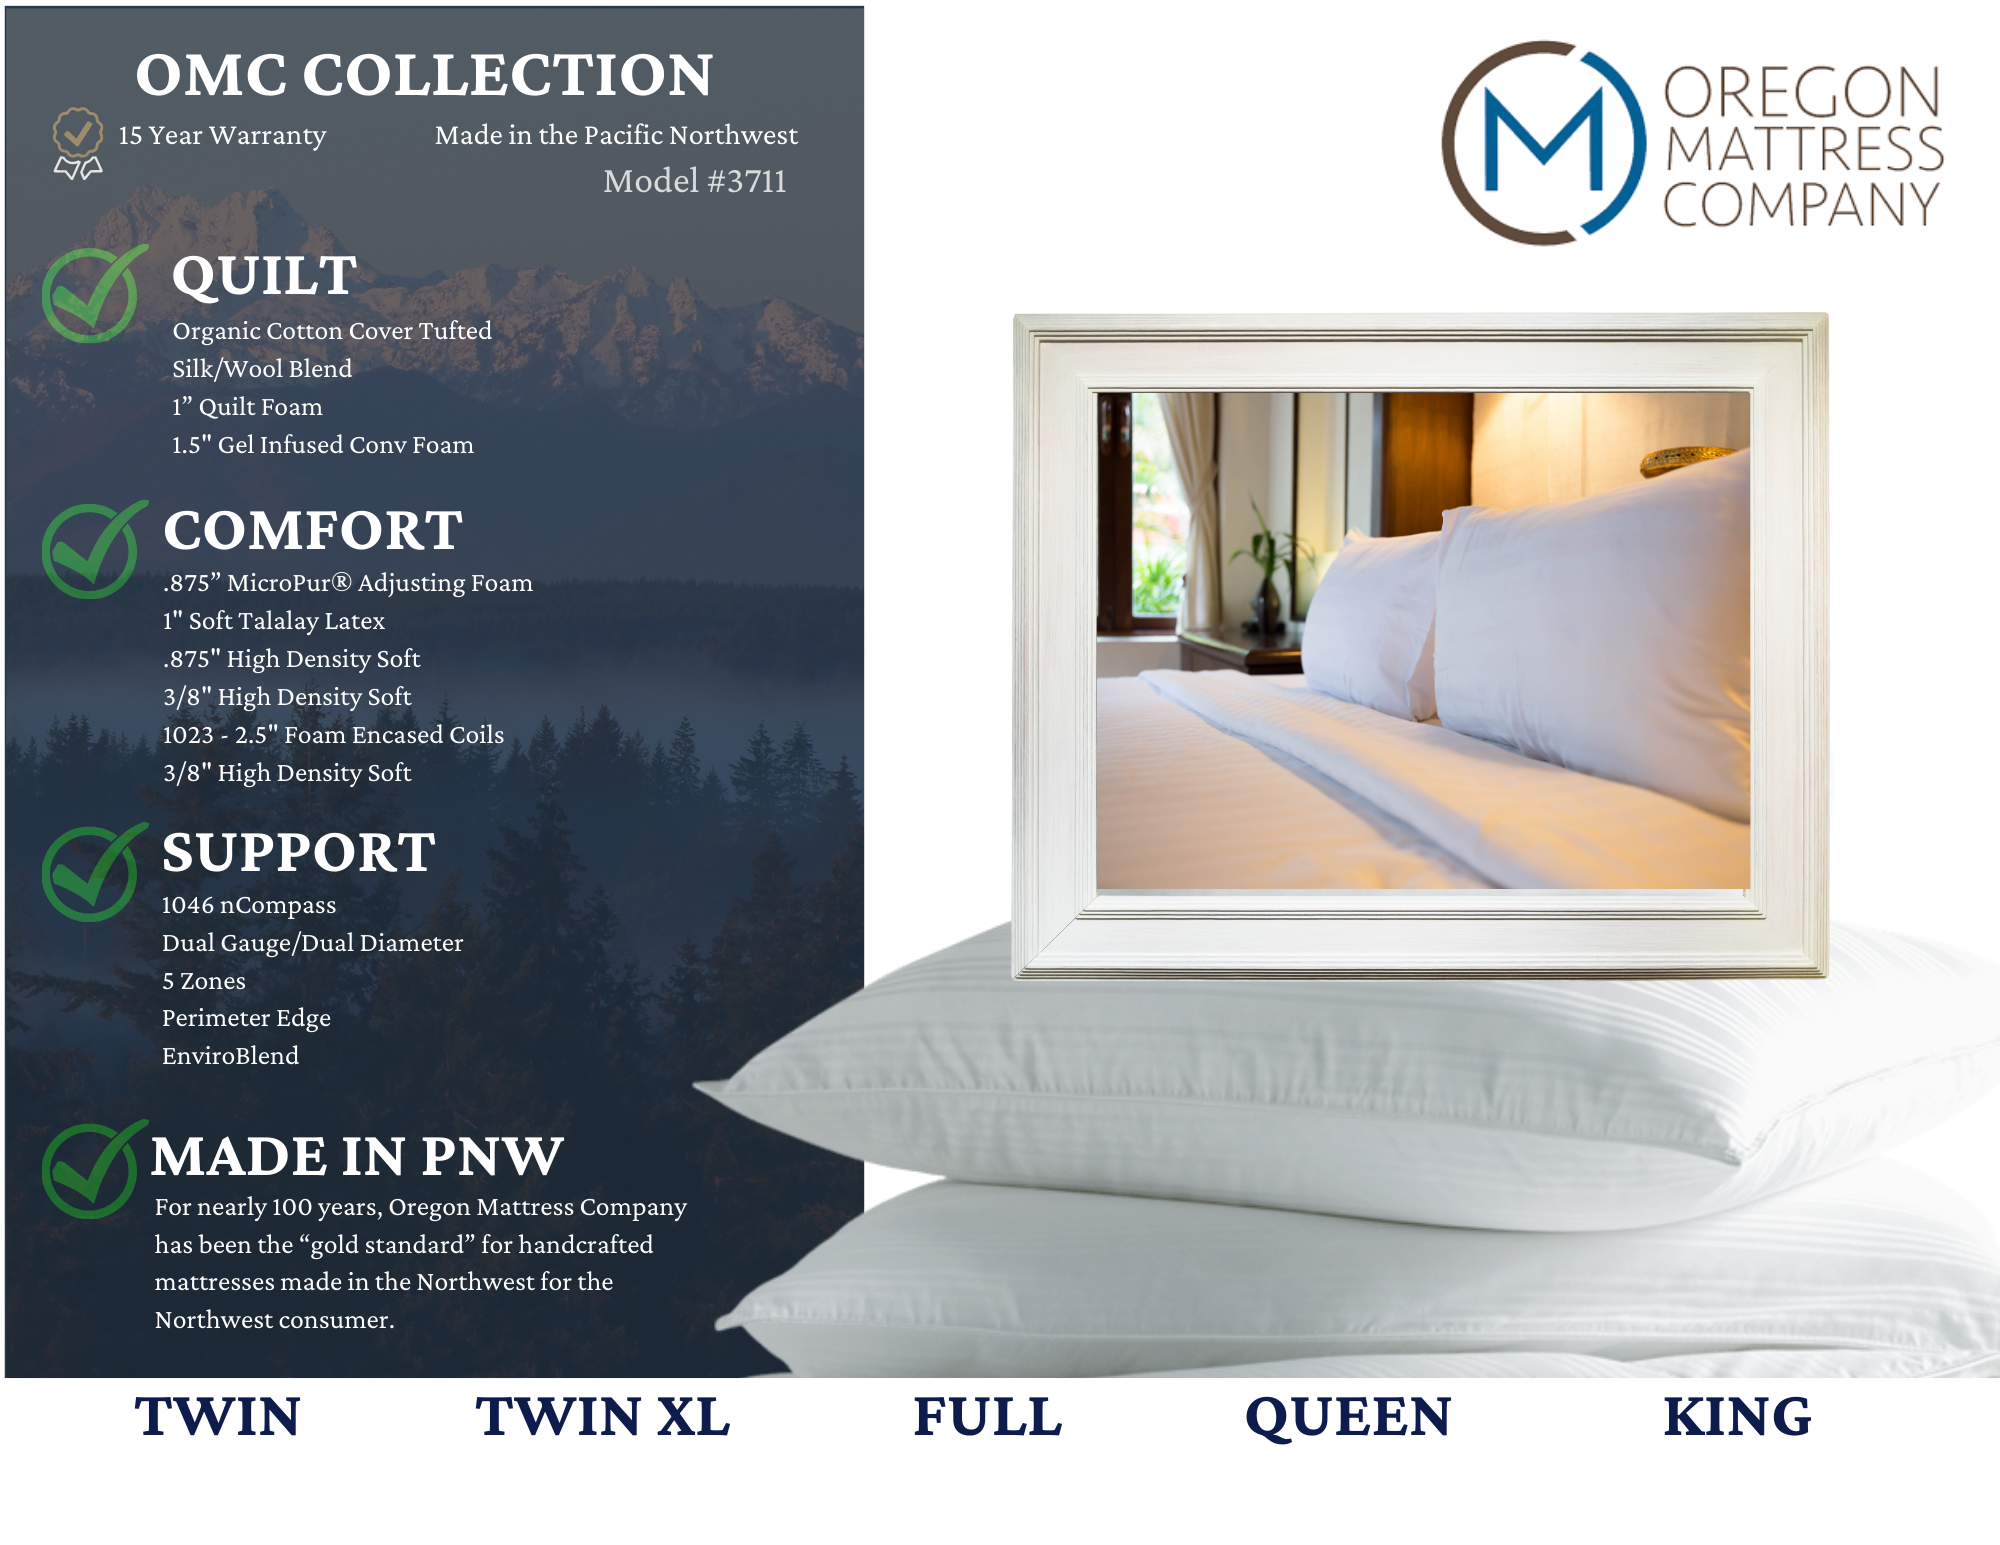 OMC COLLECTION
15 Year Warranty
Made in the Pacific Northwest
Model #3711
QUILT
Organic Cotton Cover Tufted
Silk/Wool Blend
1” Quilt Foam
1.5" Gel Infused Conv Foam
COMFORT
.875” MicroPur® Adjusting Foam
1" Soft Talalay Latex
.875" High Density Soft
3/8" High Density Soft
1023 - 2.5" Foam Encased Coils
3/8" High Density Soft
SUPPORT
1046 nCompass
Dual Gauge/Dual Diameter
5 Zones
Perimeter Edge
EnviroBlend
MADE IN PNW
For nearly 100 years, Oregon Mattress Company
has been the “gold standard” for handcrafted
mattresses made in the Northwest for the
Northwest consumer.
M
OREGON
MATTRESS
COMPANY
TWIN
TWIN XL
FULL
QUEEN
KING